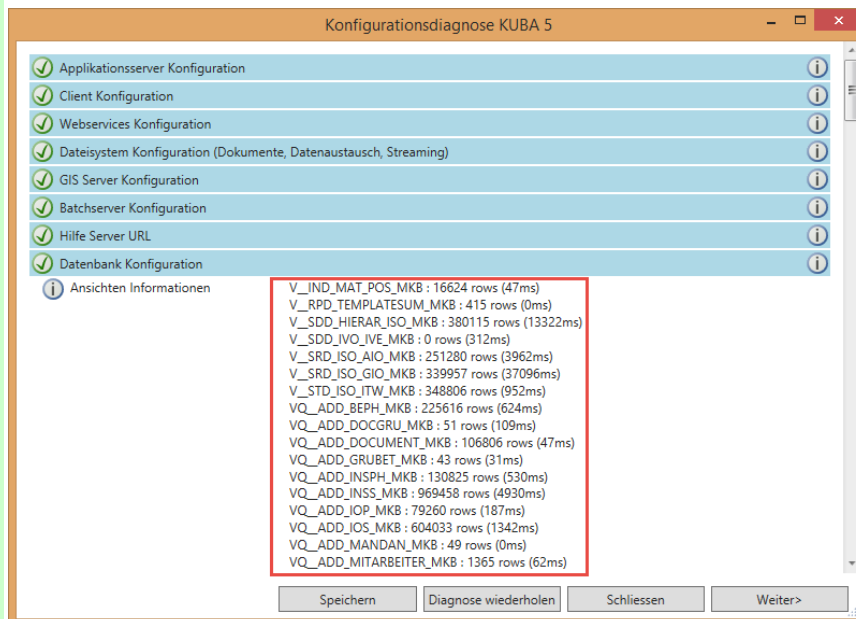 Konfigurationsdiagnose KUBA 5
Applikationsserver Konfiguration
Client Konfiguration
Webservices Konfiguration
Dateisystem Konfiguration (Dokumente, Datenaustausch, Streaming)
GIS Server Konfiguration
Batchserver Konfiguration
Hilfe Server URL
Datenbank Konfiguration
Ansichten Informationen
V__IND_MAT_POS_MKB : 16624 rows (47ms)
V__RPD_TEMPLATESUM_MKB : 415 rows (0ms)
V__SDD_HIERAR_ISO_MKB : 380115 rows (13322ms)
V__SDD_IVO_IVE_MKB : 0 rows (312ms)
V__SRD_ISO_AIO_MKB : 251280 rows (3962ms)
V__SRD_ISO_GIO_MKB : 339957 rows (37096ms)
V__STD_ISO_ITW_MKB : 348806 rows (952ms)
VQ__ADD_BEPH_MKB : 225616 rows (624ms)
VQ__ADD_DOCGRU_MKB : 51 rows (109ms)
VQ__ADD_DOCUMENT_MKB : 106806 rows (47ms)
VQ__ADD_GRUBET_MKB : 43 rows (31ms)
VQ__ADD_INSPH_MKB : 130825 rows (530ms)
VQ__ADD_INSS_MKB : 969458 rows (4930ms)
VQ__ADD_IOP_MKB : 79260 rows (187ms)
VQ__ADD_IOS_MKB : 604033 rows (1342ms)
VQ__ADD_MANDAN_MKB : 49 rows (0ms)
VQ__ADD_MITARBEITER_MKB : 1365 rows (62ms)
Speichern
Diagnose wiederholen
Schliessen
Weiter>